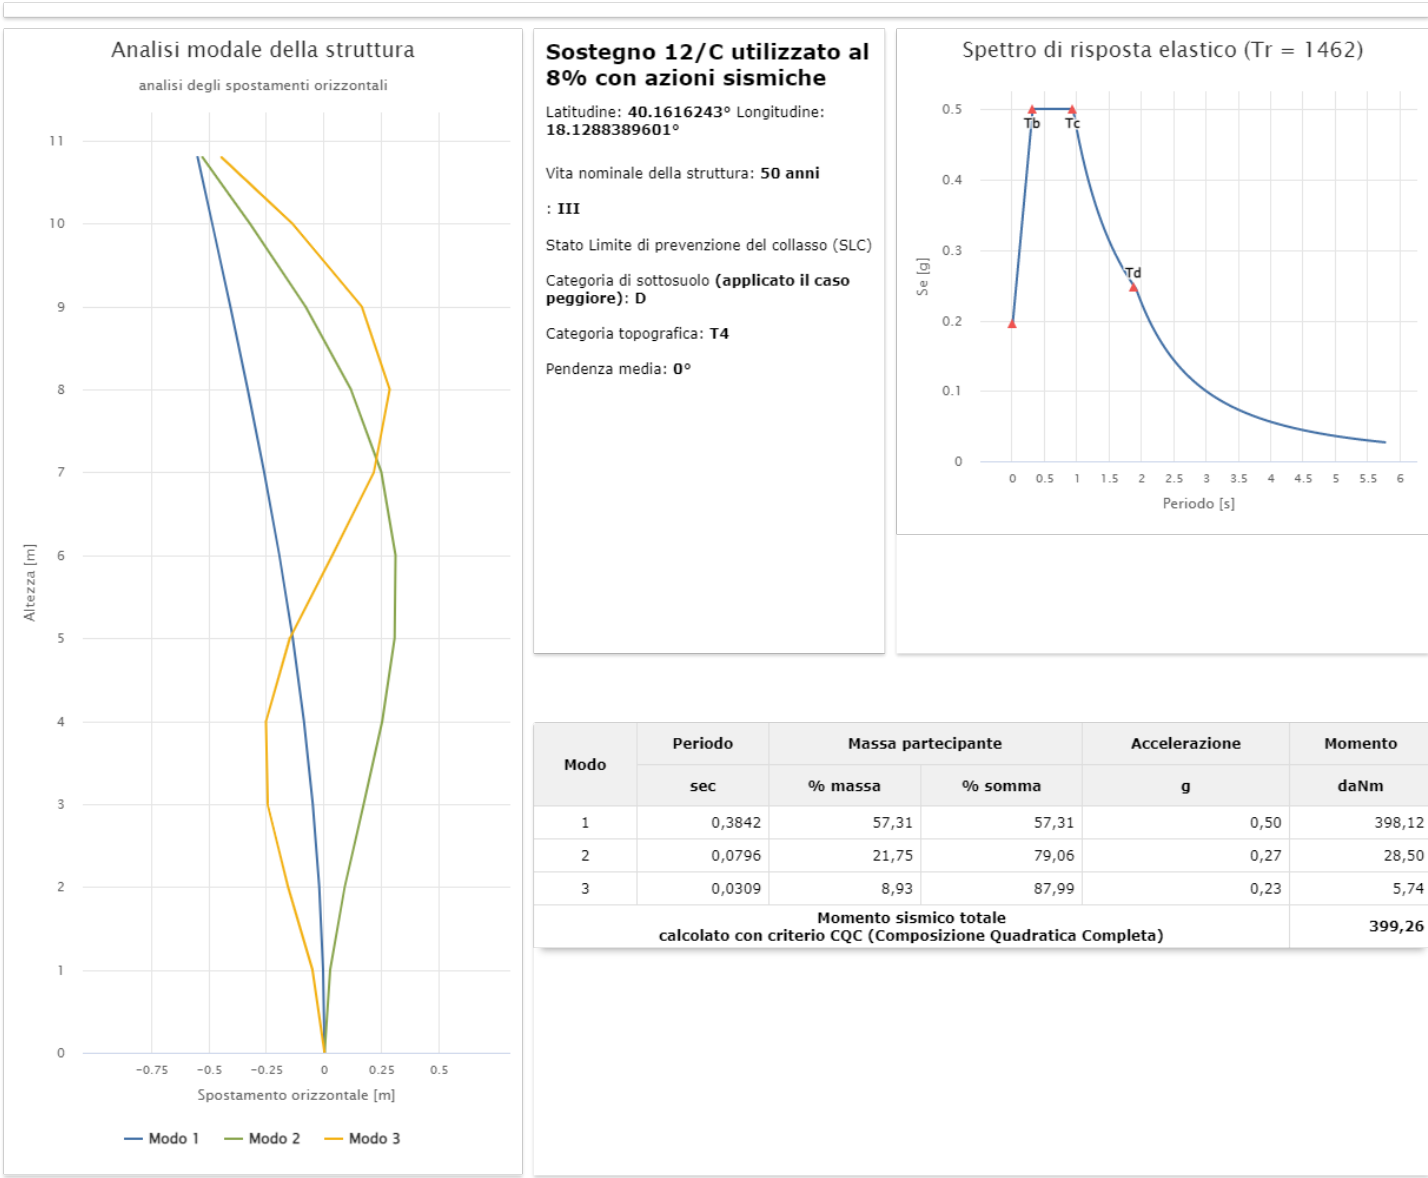 Analisi modale della struttura
analisi degli spostamenti orizzontali
11
10
9
8
7
6
5
4
3
2
1
0
Altezza [m]
−0.75 −0.5 −0.25 0 0.25 0.5
Spostamento orizzontale [m]
Modo 1 Modo 2 Modo 3
Sostegno 12/C utilizzato al
8% con azioni sismiche
Latitudine: 40.1616243° Longitudine:
18.1288389601°
Vita nominale della struttura: 50 anni
: III
Stato Limite di prevenzione del collasso (SLC)
Categoria di sottosuolo (applicato il caso
peggiore): D
Categoria topografica: T4
Pendenza media: 0°
Spettro di risposta elastico (Tr = 1462)
0.5
0.4
0.3
0.2
0.1
0
Se [g]
Tb Tc
Td
0 0.5 1 1.5 2 2.5 3 3.5 4 4.5 5 5.5 6
Periodo [s]
Modo Periodo Massa partecipante Accelerazione Momento
sec % massa % somma g daNm
1 0,3842 57,31 57,31 0,50 398,12
2 0,0796 21,75 79,06 0,27 28,50
3 0,0309 8,93 87,99 0,23 5,74
Momento sismico totale
calcolato con criterio CQC (Composizione Quadratica Completa) 399,26